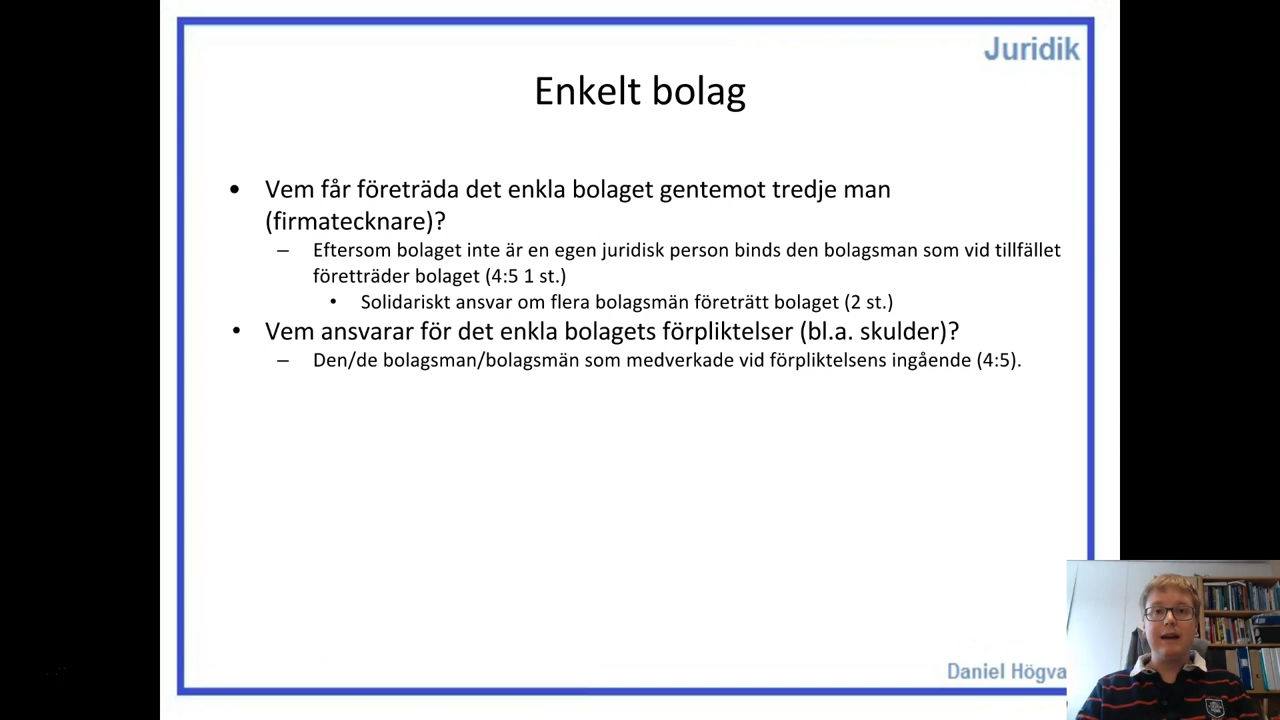 Juridik
Enkelt bolag
• Vem får företräda det enkla bolaget gentemot tredje man
(firmatecknare)?
– Eftersom bolaget inte är en egen juridisk person binds den bolagsman som vid tillfället
företträder bolaget (4:5 1 st.)
• Solidariskt ansvar om flera bolagsmän företrätt bolaget (2 st.)
• Vem ansvarar för det enkla bolagets förpliktelser (bl.a. skulder)?
– Den/de bolagsman/bolagsmän som medverkade vid förpliktelsens ingående (4:5).
Daniel Högva